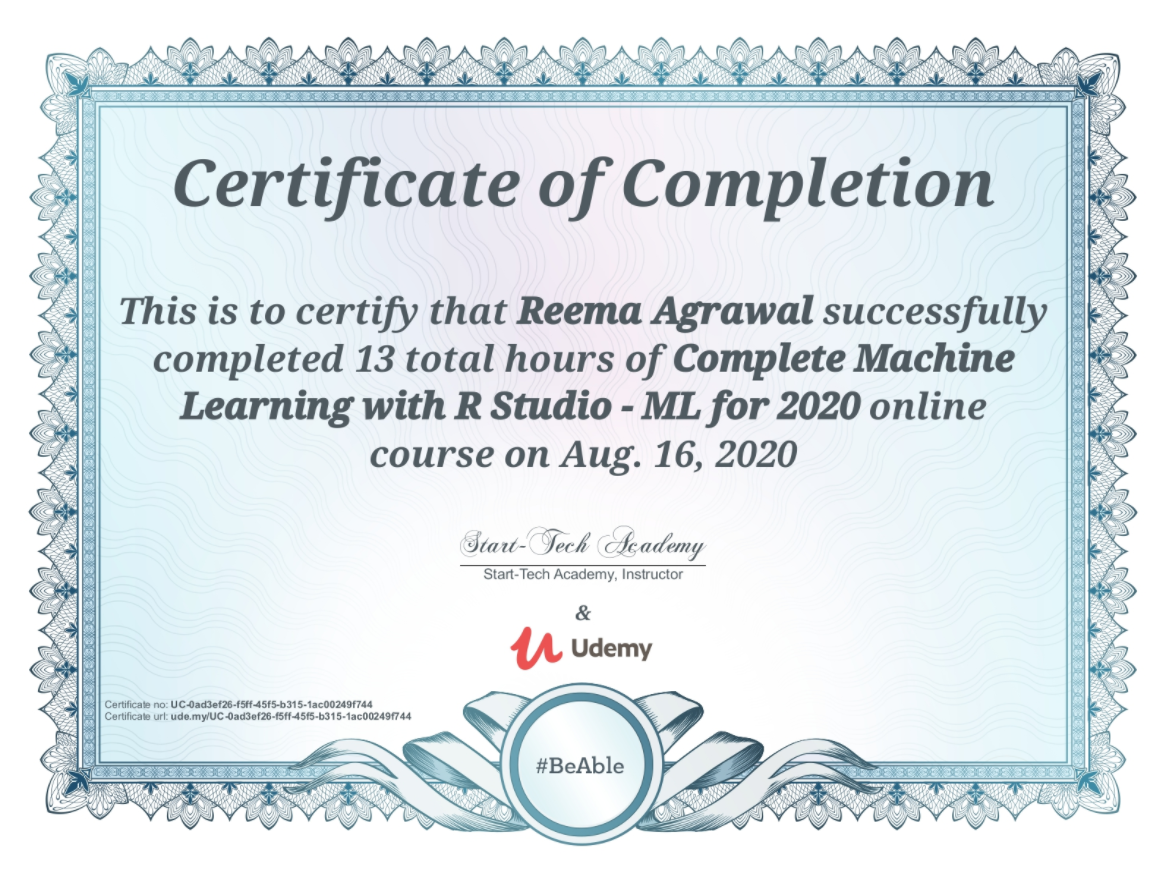 Certificate of Completion
This is to certify that Reema Agrawal successfully
completed 13 total hours of Complete Machine
Learning with R Studio - ML for 2020 online
course on Aug. 16, 2020
Start-Tech Academy
Start-Tech Academy, Instructor
&
Udemy
Certificate no: UC-0ad3ef26-f5ff-45f5-b315-1ac00249f744
Certificate url: ude.my/UC-0ad3ef26-f5ff-45f5-b315-1ac00249f744
#BeAble